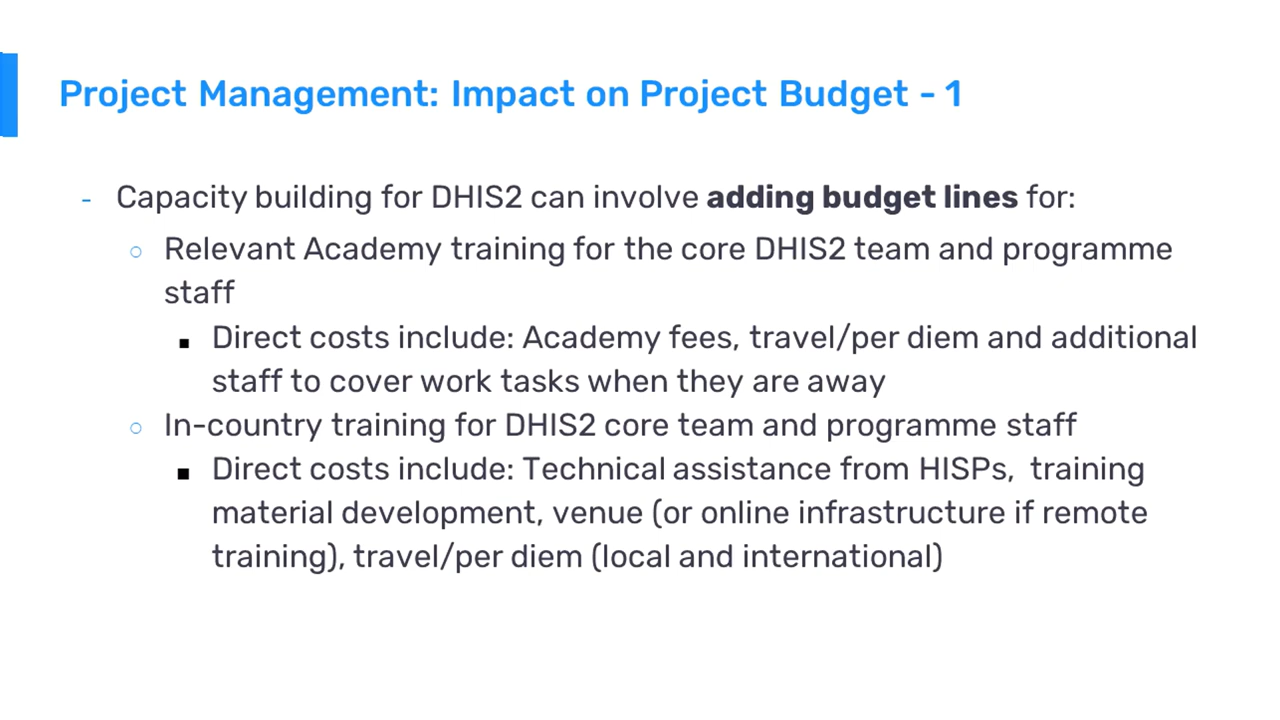 Project Management: Impact on Project Budget - 1
- Capacity building for DHIS2 can involve adding budget lines for:
○ Relevant Academy training for the core DHIS2 team and programme
staff
■ Direct costs include: Academy fees, travel/per diem and additional
staff to cover work tasks when they are away
○ In-country training for DHIS2 core team and programme staff
■ Direct costs include: Technical assistance from HISPs,  training
material development, venue (or online infrastructure if remote
training), travel/per diem (local and international)